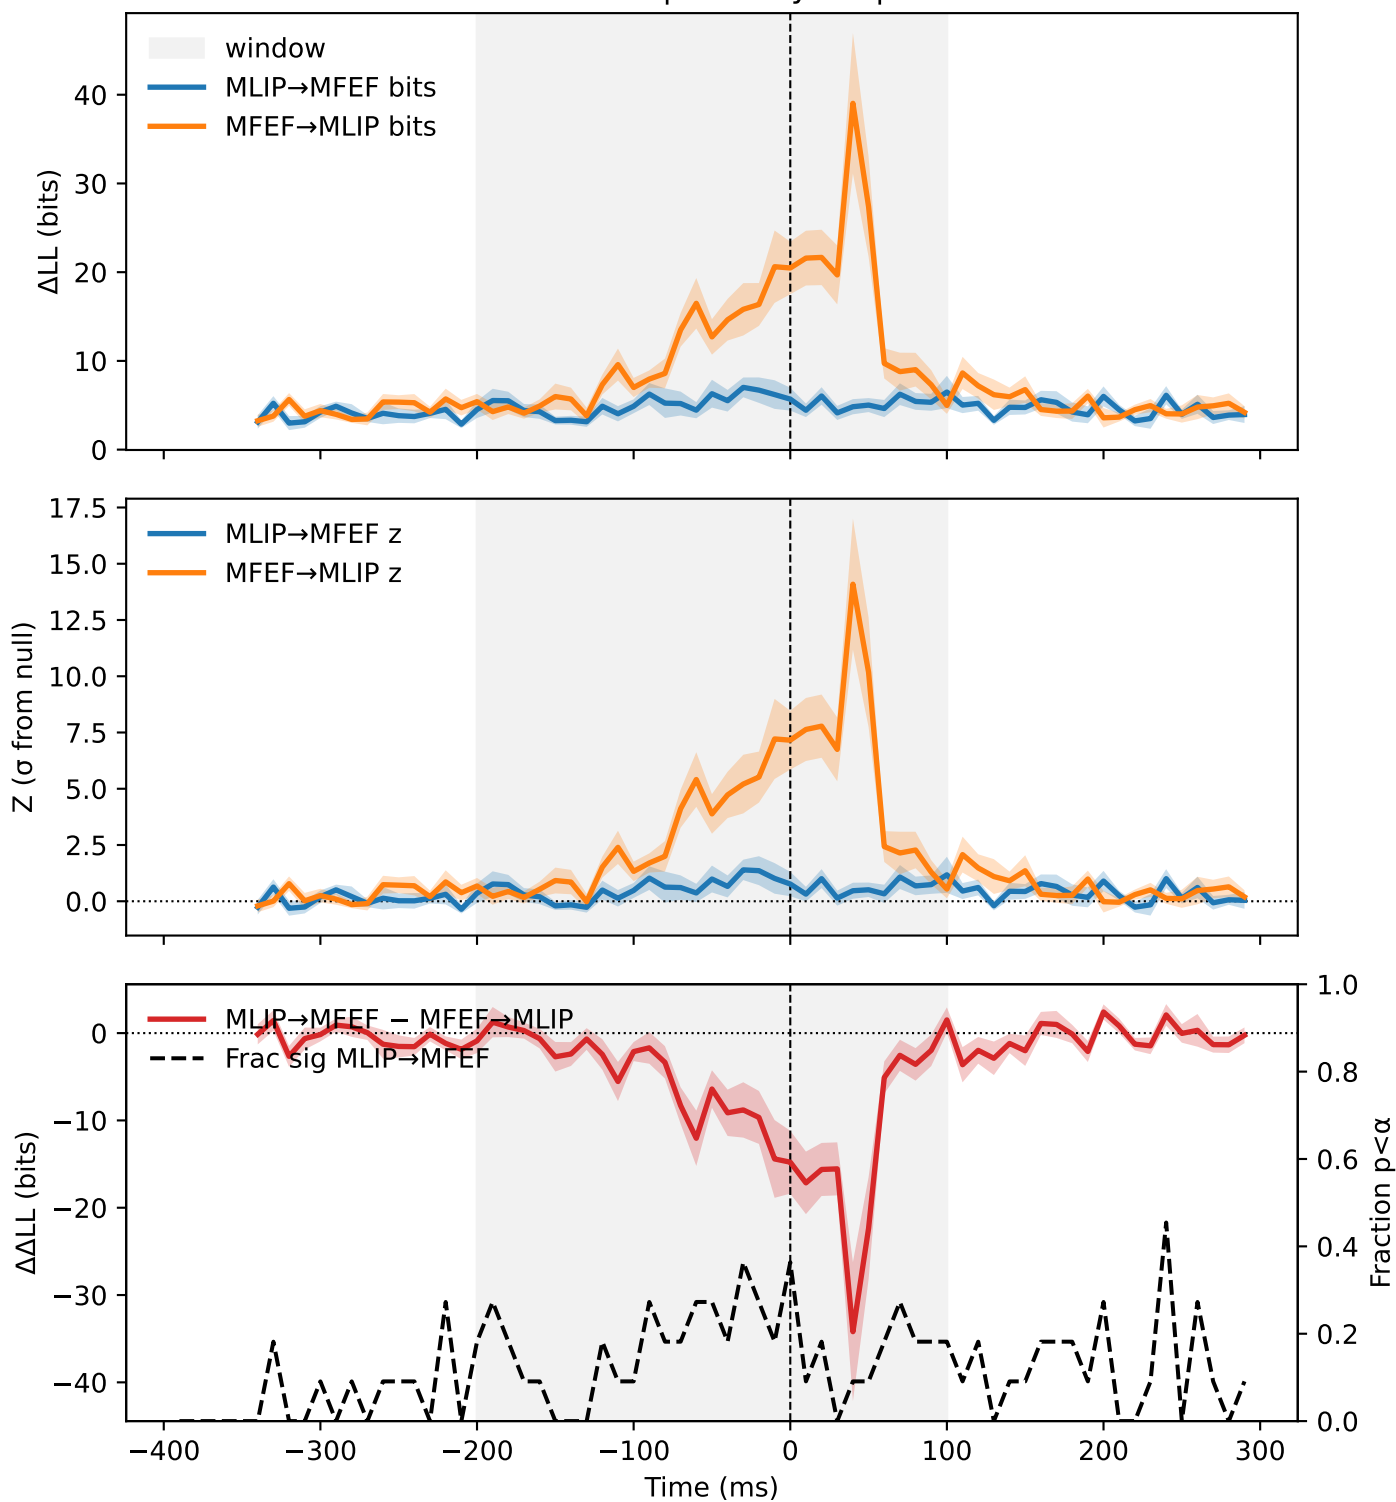 window
MLIP→MFEF bits
MFEF→MLIP bits
ΔLL (bits)
40
30
20
10
0
MLIP→MFEF z
MFEF→MLIP z
Z (σ from null)
17.5
15.0
12.5
10.0
7.5
5.0
2.5
0.0
MLIP→MFEF − MFEF→MLIP
Frac sig MLIP→MFEF
ΔΔLL (bits)
0
−10
−20
−30
−40
1.0
0.8
0.6
0.4
0.2
0.0
Fraction p<α
−400 −300 −200 −100 0 100 200 300
Time (ms)